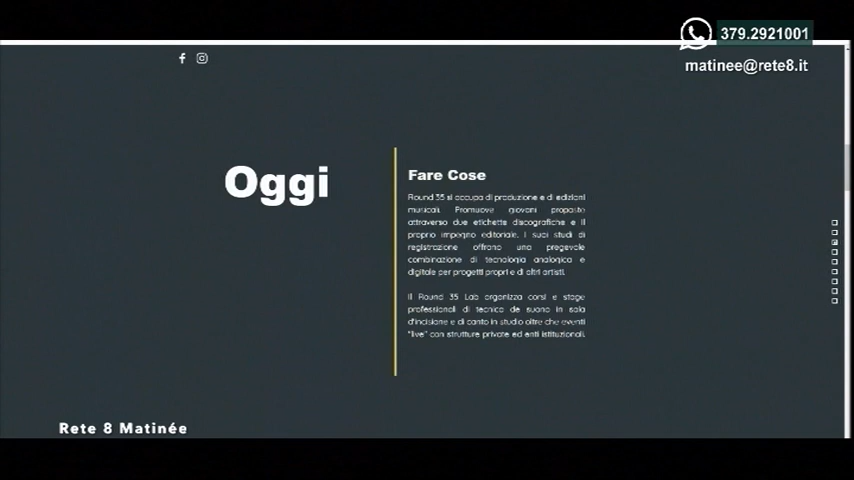 379.2921001
matinee@rete8.it
Oggi
Fare Cose
Round 35 si occupa di produzione e di edizioni
musicali. Promuove giovani proposte
attraverso due etichette discografiche e il
proprio impegno editoriale. I suoi studi di
registrazione offrono una pregevole
combinazione di tecnologia analogica e
digitale per progetti propri e di altri artisti.
Il Round 35 Lab organizza corsi e stage
professionali di tecnico de suono in sala
d'incisione e di canto in studio oltre che eventi
"live" con strutture private ed enti istituzionali.
Rete 8 Matinée